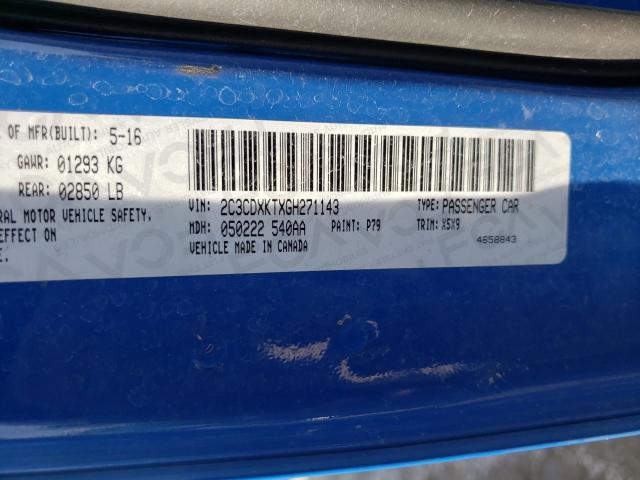 OF MFR(BUILT): 5-16
GAWR: 01293 KG
REAR: 02850 LB
RAL MOTOR VEHICLE SAFETY.
EFFECT ON
E.
VIN: 2C3CDXKTXGH271143
TYPE: PASSENGER CAR
MDH: 050222 540AA
PAINT: P79
TRIM: XSX9
VEHICLE MADE IN CANADA
4658843